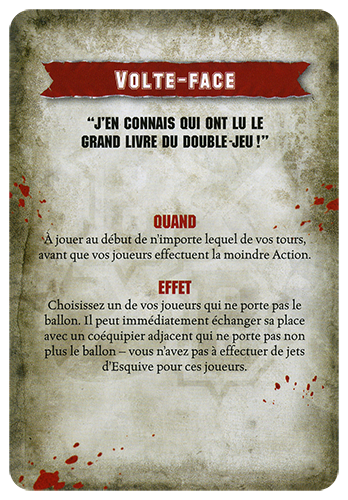 VOLTE-FACE
“J'EN CONNAIS QUI ONT LU LE
GRAND LIVRE DU DOUBLE-JEU !”
QUAND
À jouer au début de n'importe lequel de vos tours,
avant que vos joueurs effectuent la moindre Action.
EFFET
Choisissez un de vos joueurs qui ne porte pas le
ballon. Il peut immédiatement échanger sa place
avec un coéquipier adjacent qui ne porte pas non
plus le ballon – vous n'avez pas à effectuer de jets
d'Esquive pour ces joueurs.